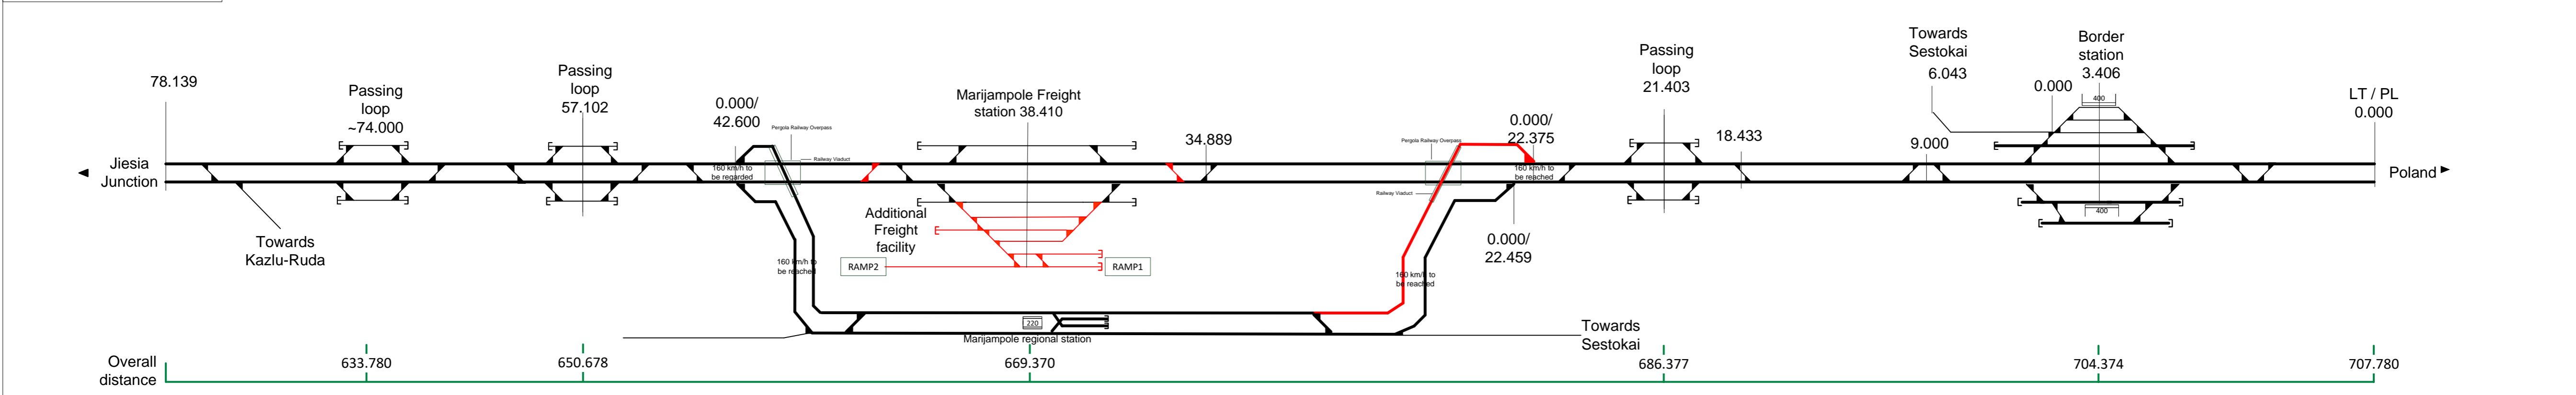 78.139
Passing
loop
~74.000
Passing
loop
57.102
0.000/
42.600
Pergola Railway Overpass
Railway Viaduct
160 km/h to
be regarded
Marijampole Freight
station 38.410
34.889
Pergola Railway Overpass
Railway Viaduct
0.000/
22.375
160 km/h to
be reached
Passing
loop
21.403
18.433
Towards
Sestokai
6.043
9.000
0.000
Border
station
3.406
400
400
LT / PL
0.000
Jiesia
Junction
Poland
Towards
Kazlu-Ruda
Additional
Freight
facility
RAMP2
RAMP1
160 km/h to
be reached
160 km/h to
be reached
0.000/
22.459
220
Marijampole regional station
Towards
Sestokai
Overall
distance
633.780
650.678
669.370
686.377
704.374
707.780